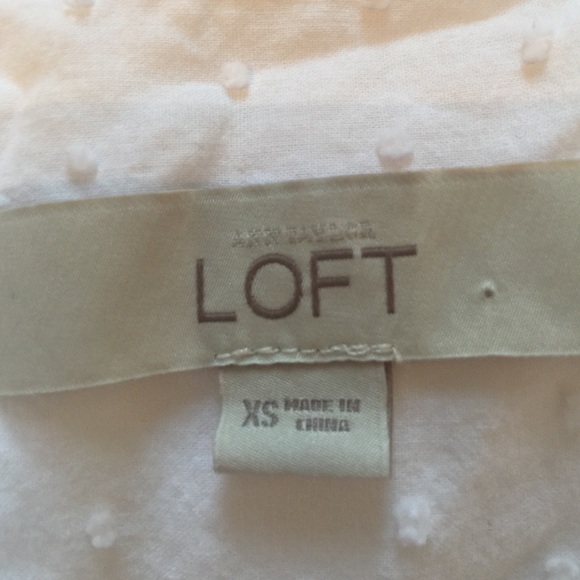 ANN TAYLOR
LOFT
XS MADE IN
CHINA